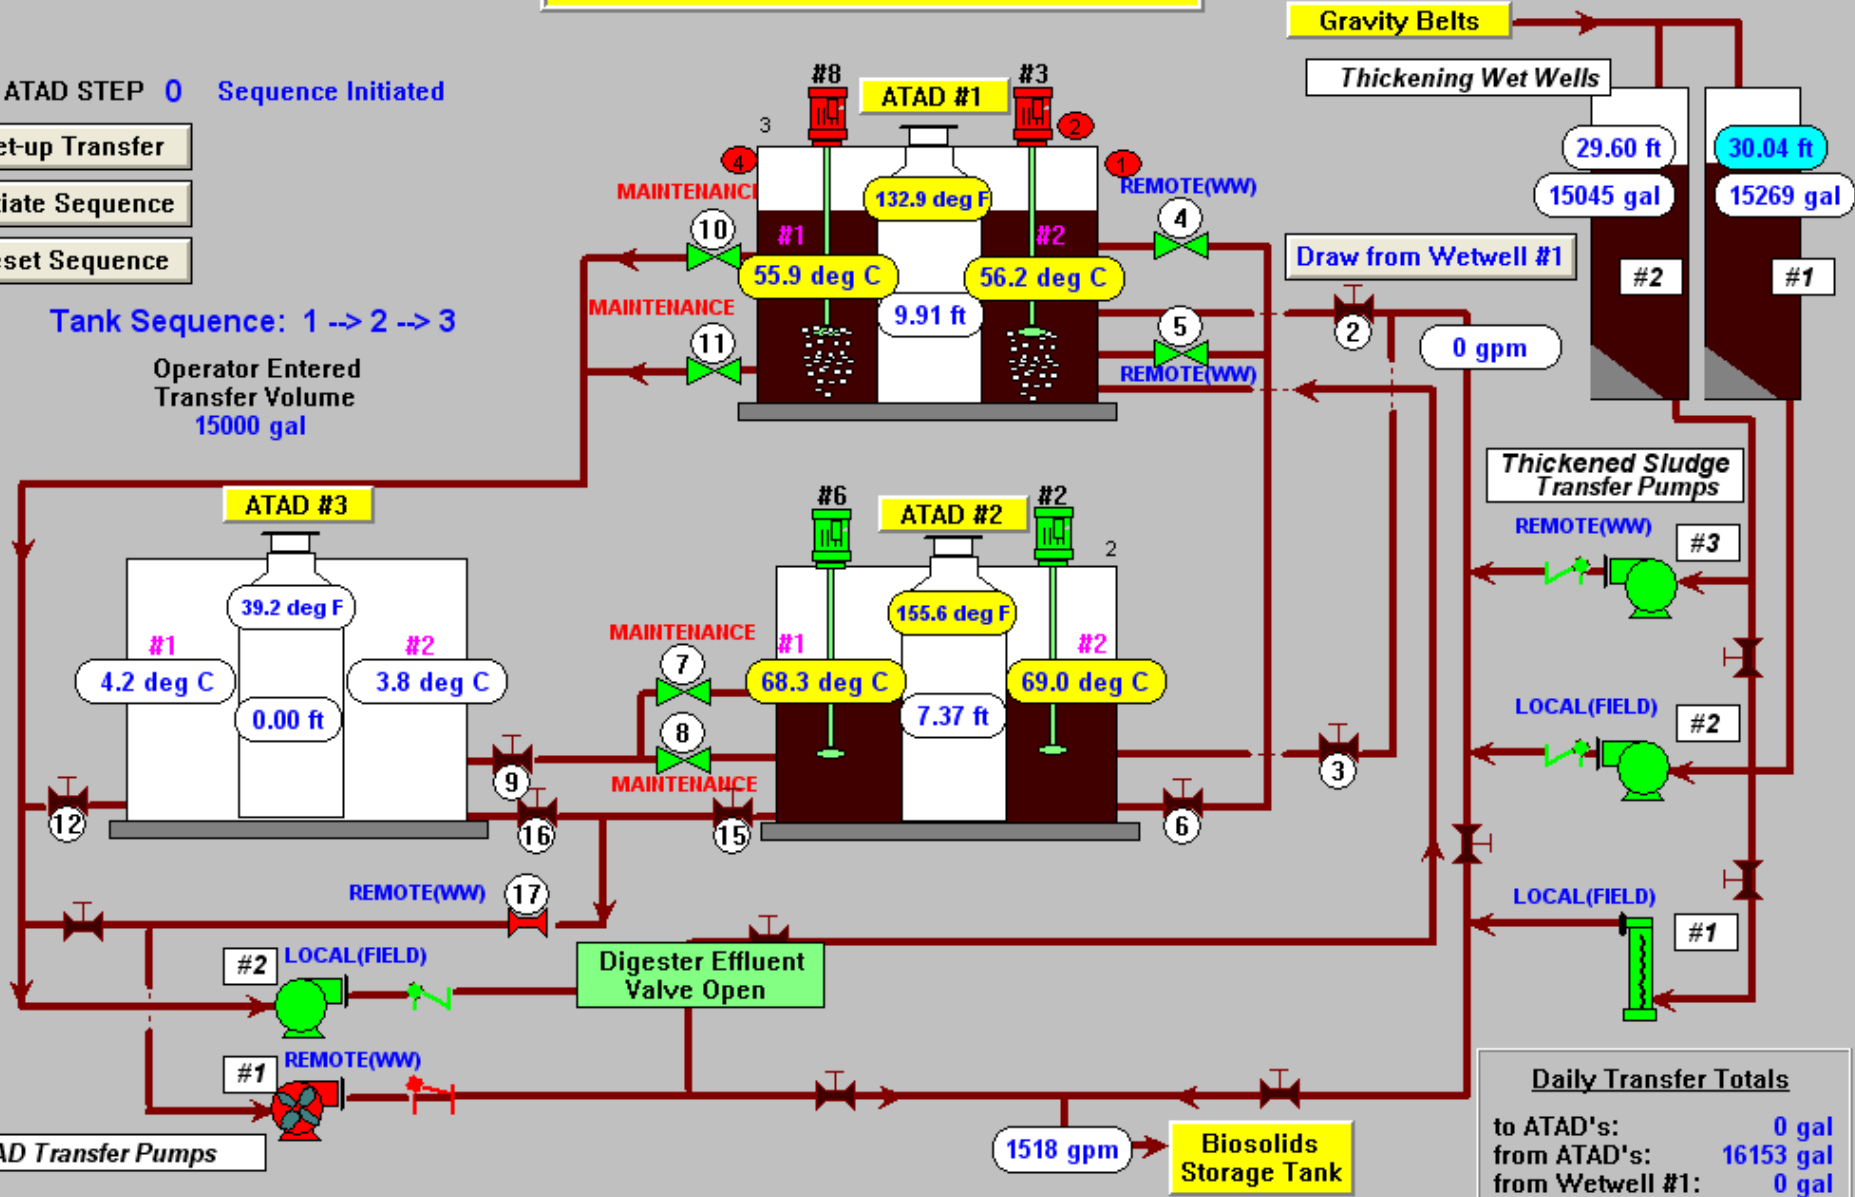 Gravity Belts
Thickening Wet Wells
ATAD STEP 0 Sequence Initiated
et-up Transfer
tiate Sequence
eset Sequence
Tank Sequence: 1 --> 2 --> 3
Operator Entered
Transfer Volume
15000 gal
#8
ATAD #1
#3
3
2
4
1
MAINTENANCE
REMOTE(WW)
132.9 deg F
10
4
#1
#2
55.9 deg C
56.2 deg C
MAINTENANCE
9.91 ft
11
5
REMOTE(WW)
29.60 ft
30.04 ft
15045 gal
15269 gal
Draw from Wetwell #1
#2
#1
2
0 gpm
Thickened Sludge
Transfer Pumps
REMOTE(WW)
#3
LOCAL(FIELD)
#2
LOCAL(FIELD)
#1
ATAD #3
39.2 deg F
#1
#2
4.2 deg C
3.8 deg C
0.00 ft
#6
ATAD #2
#2
2
155.6 deg F
MAINTENANCE
#1
#2
7
68.3 deg C
69.0 deg C
7.37 ft
8
MAINTENANCE
9
3
12
16
15
6
REMOTE(WW)
17
#2
LOCAL(FIELD)
Digester Effluent
Valve Open
#1
REMOTE(WW)
AD Transfer Pumps
1518 gpm
Biosolids
Storage Tank
Daily Transfer Totals
to ATAD's: 0 gal
from ATAD's: 16153 gal
from Wetwell #1: 0 gal